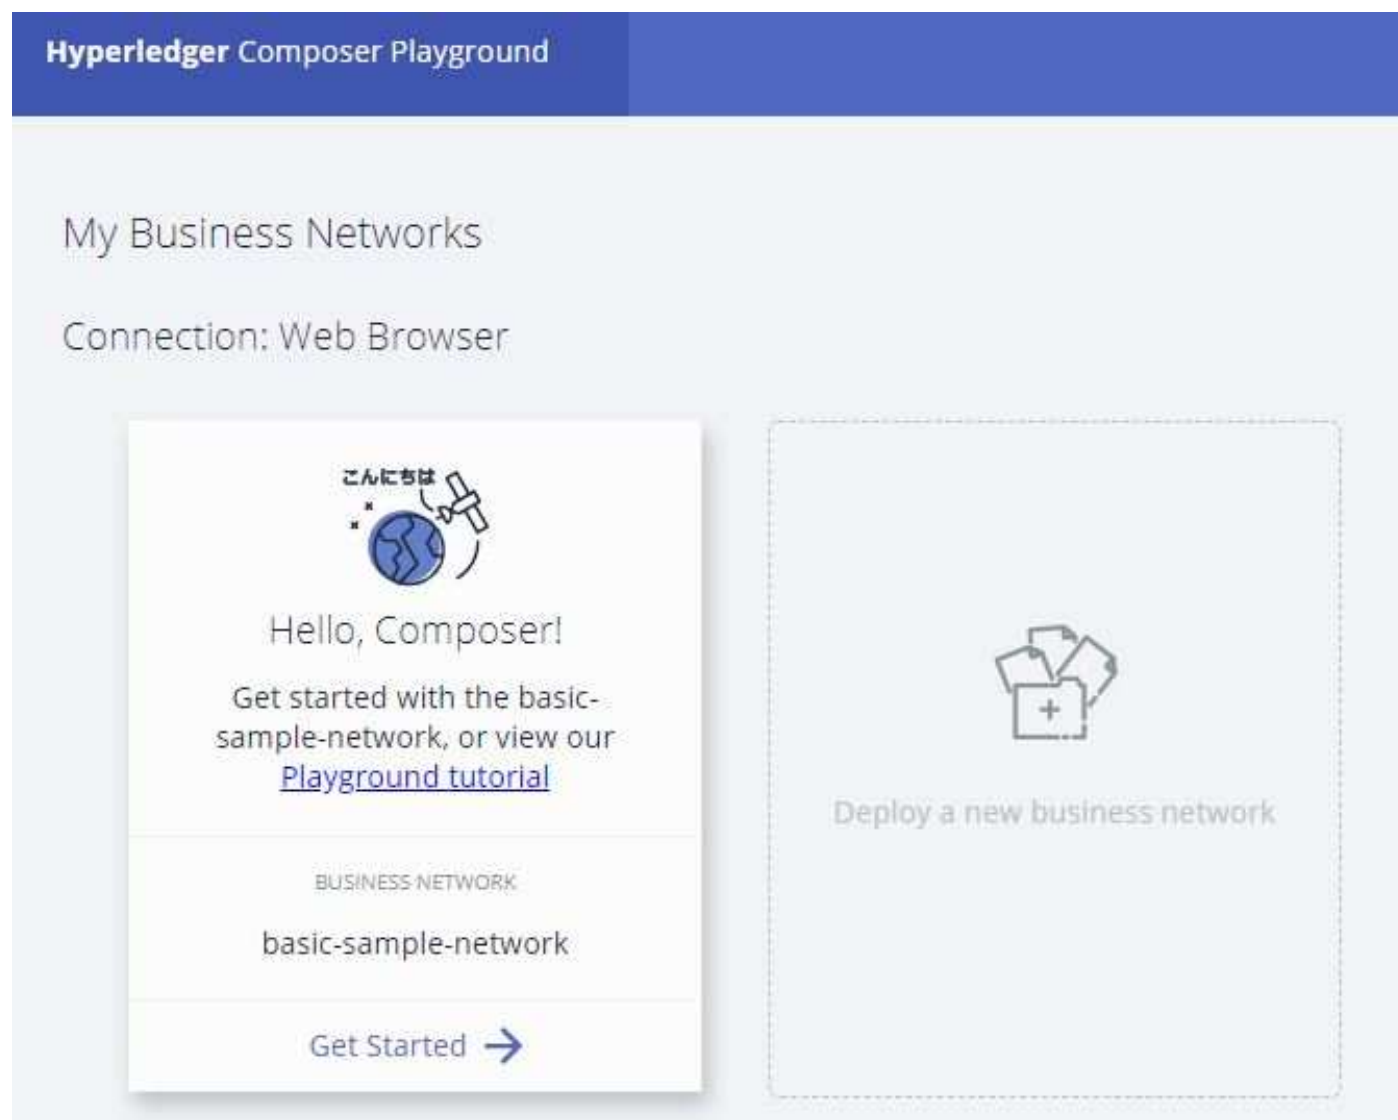 Hyperledger Composer Playground
My Business Networks
Connection: Web Browser
こんにちは
Hello, Composer!
Get started with the basic-
sample-network, or view our
Playground tutorial
BUSINESS NETWORK
basic-sample-network
Get Started
Deploy a new business network